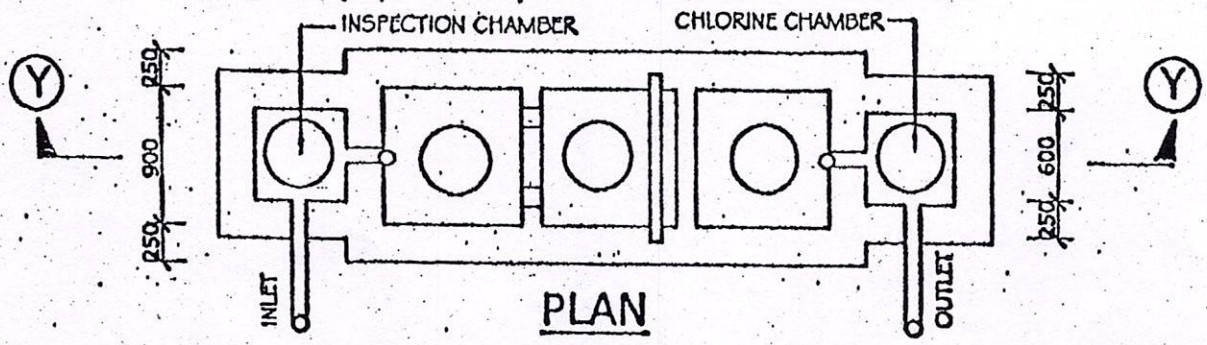 INSPECTION CHAMBER
CHLORINE CHAMBER
Y
Y
250
900
250
250
600
250
INLET
OUTLET
PLAN